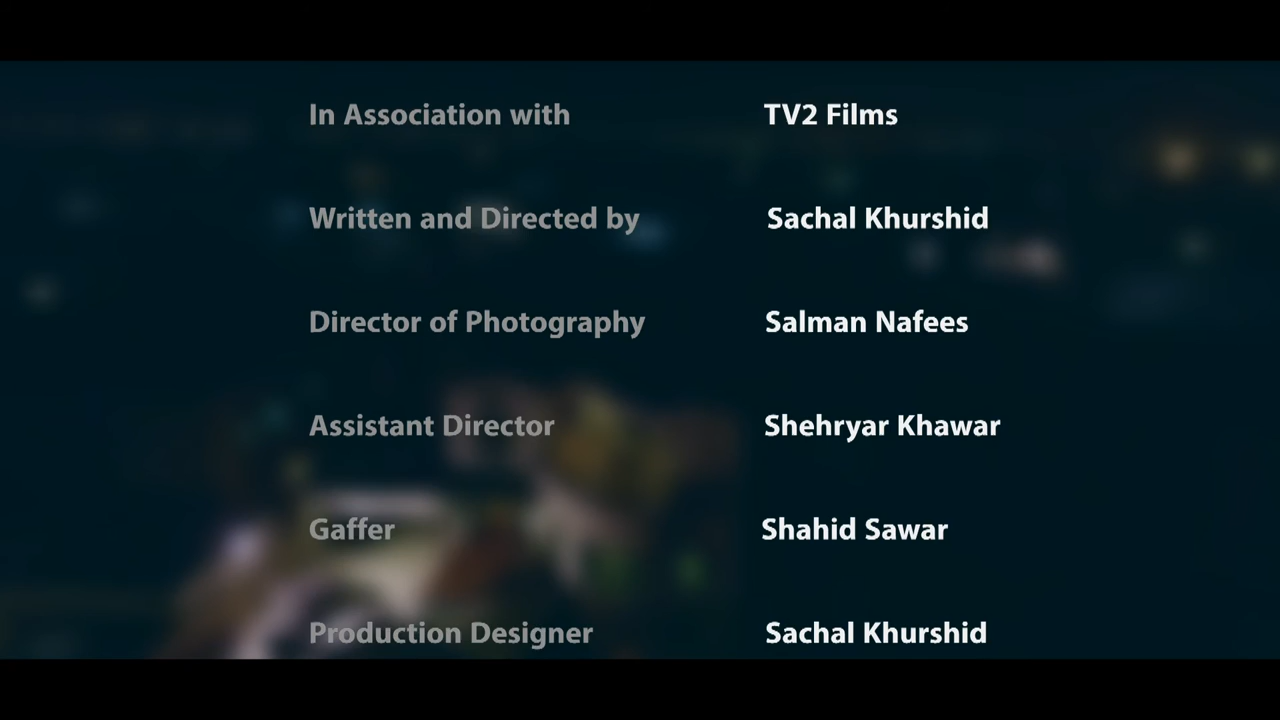 In Association with TV2 Films
Written and Directed by Sachal Khurshid
Director of Photography Salman Nafees
Assistant Director Shehryar Khawar
Gaffer Shahid Sawar
Production Designer Sachal Khurshid